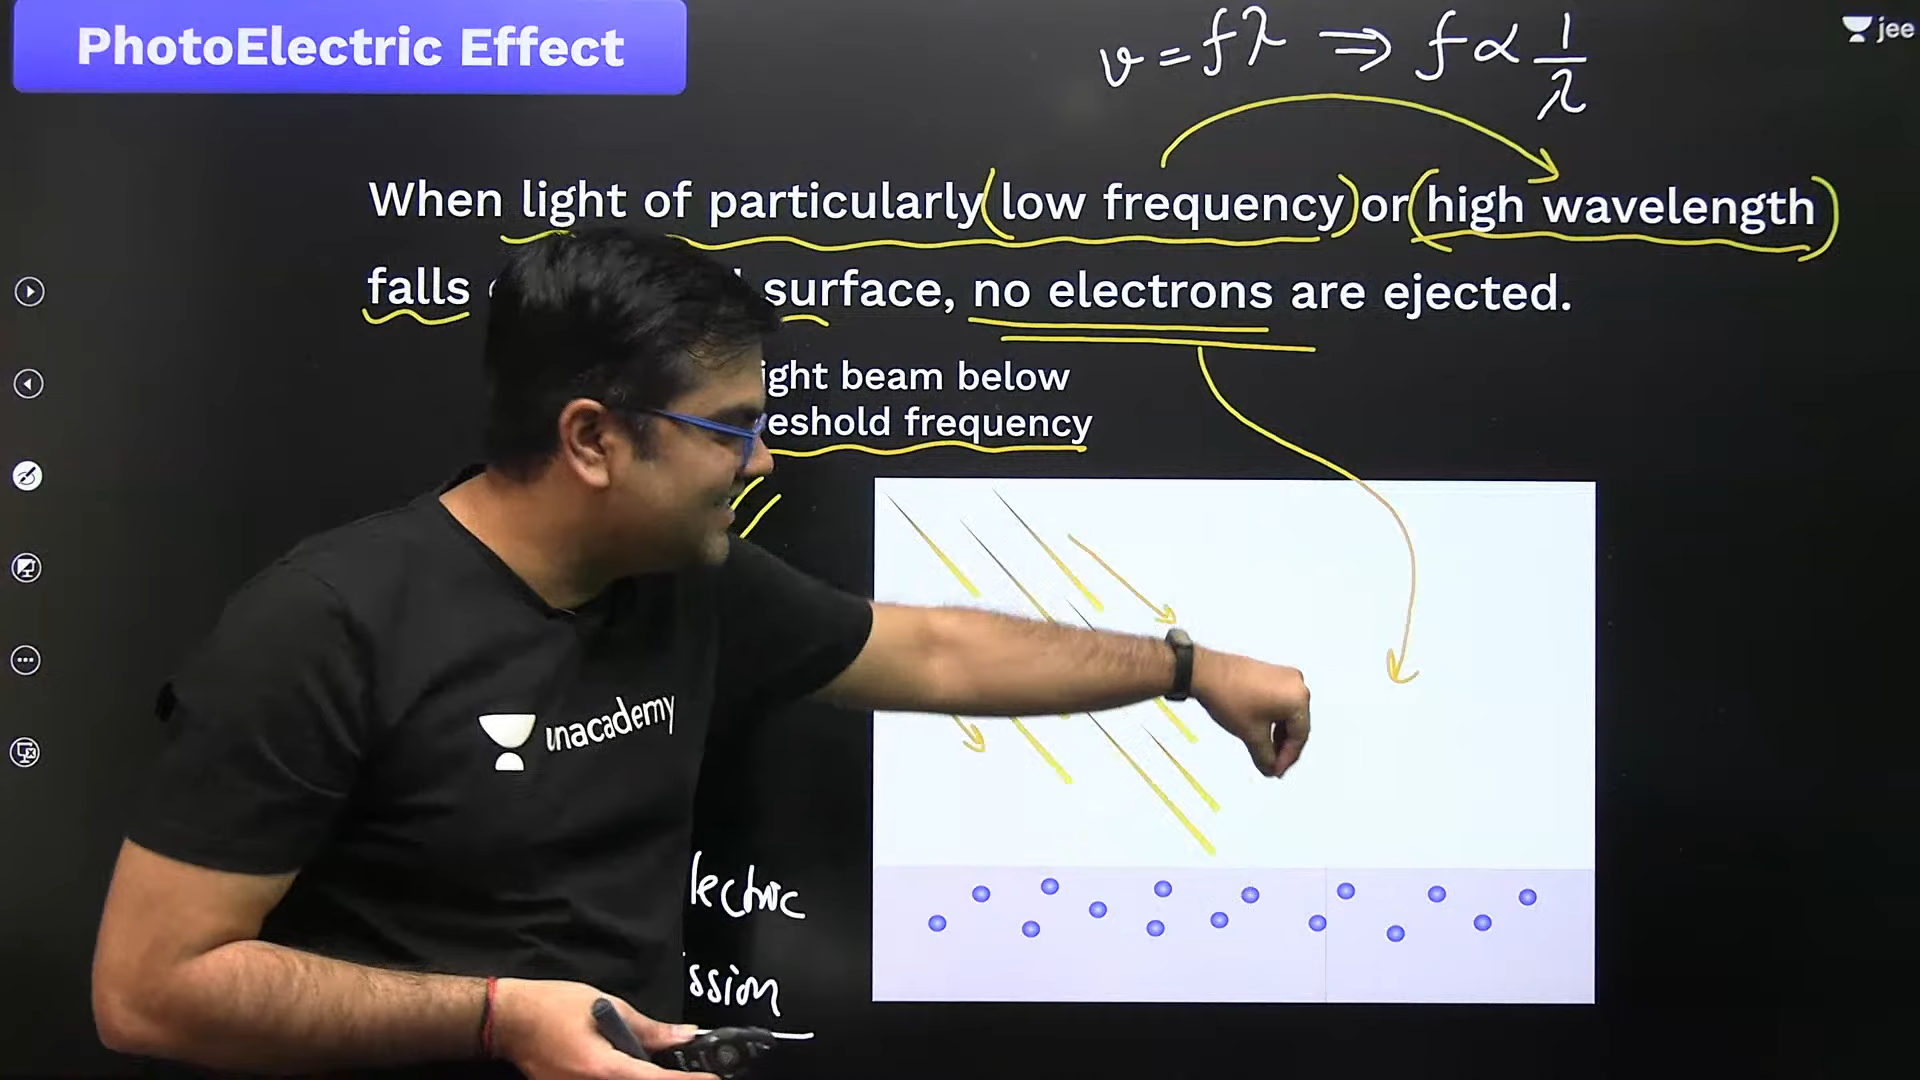 PhotoElectric Effect
v = fλ ⇒ f ∝ 1/λ
jee
When light of particularly (low frequency) or (high wavelength)
falls surface, no electrons are ejected.
ight beam below
eshold frequency
unacademy
lectric
ssion